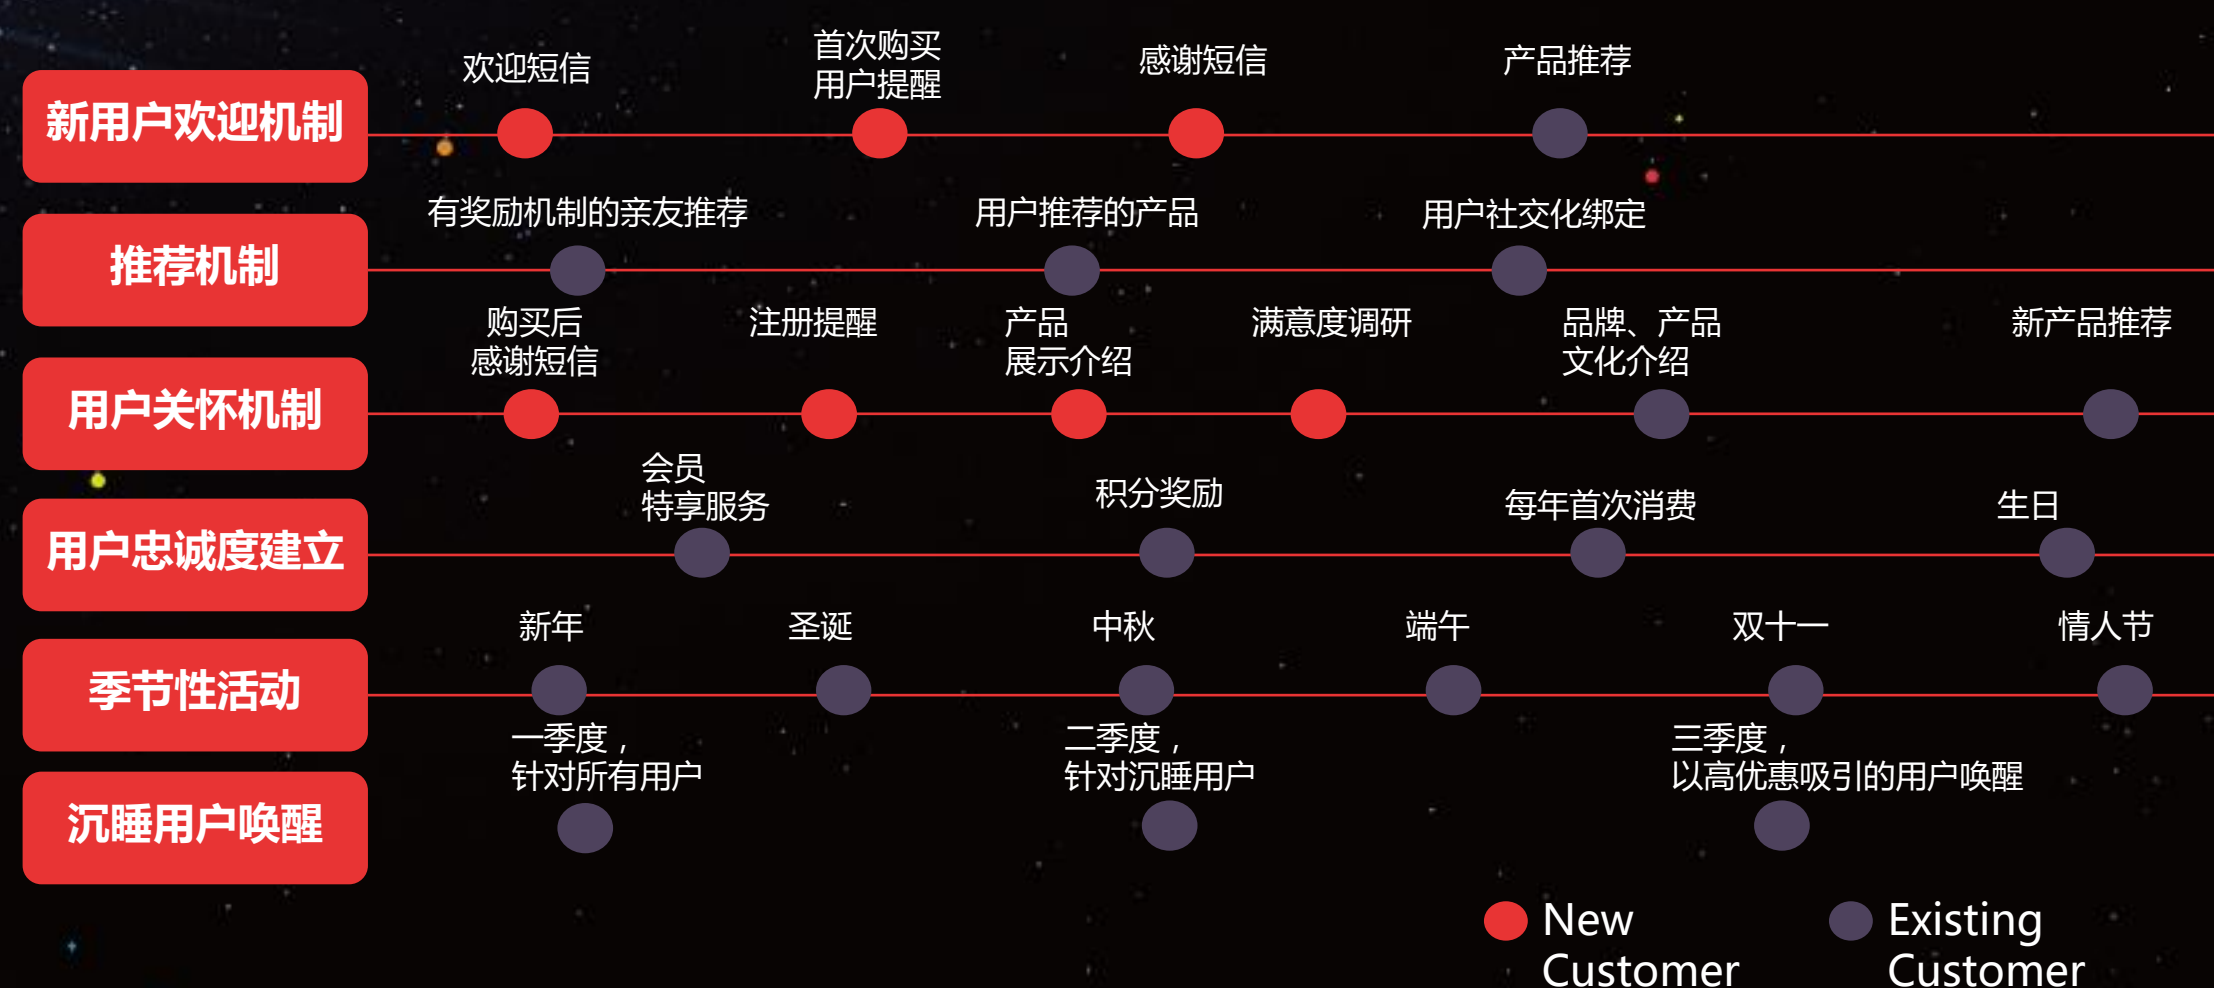 新用户欢迎机制
欢迎短信
首次购买
用户提醒
感谢短信
产品推荐
推荐机制
有奖励机制的亲友推荐
用户推荐的产品
用户社交化绑定
用户关怀机制
购买后
感谢短信
注册提醒
产品
展示介绍
满意度调研
品牌、产品
文化介绍
新产品推荐
用户忠诚度建立
会员
特享服务
积分奖励
每年首次消费
生日
季节性活动
新年
圣诞
中秋
端午
双十一
情人节
沉睡用户唤醒
一季度，
针对所有用户
二季度，
针对沉睡用户
三季度，
以高优惠吸引的用户唤醒
New
Customer
Existing
Customer